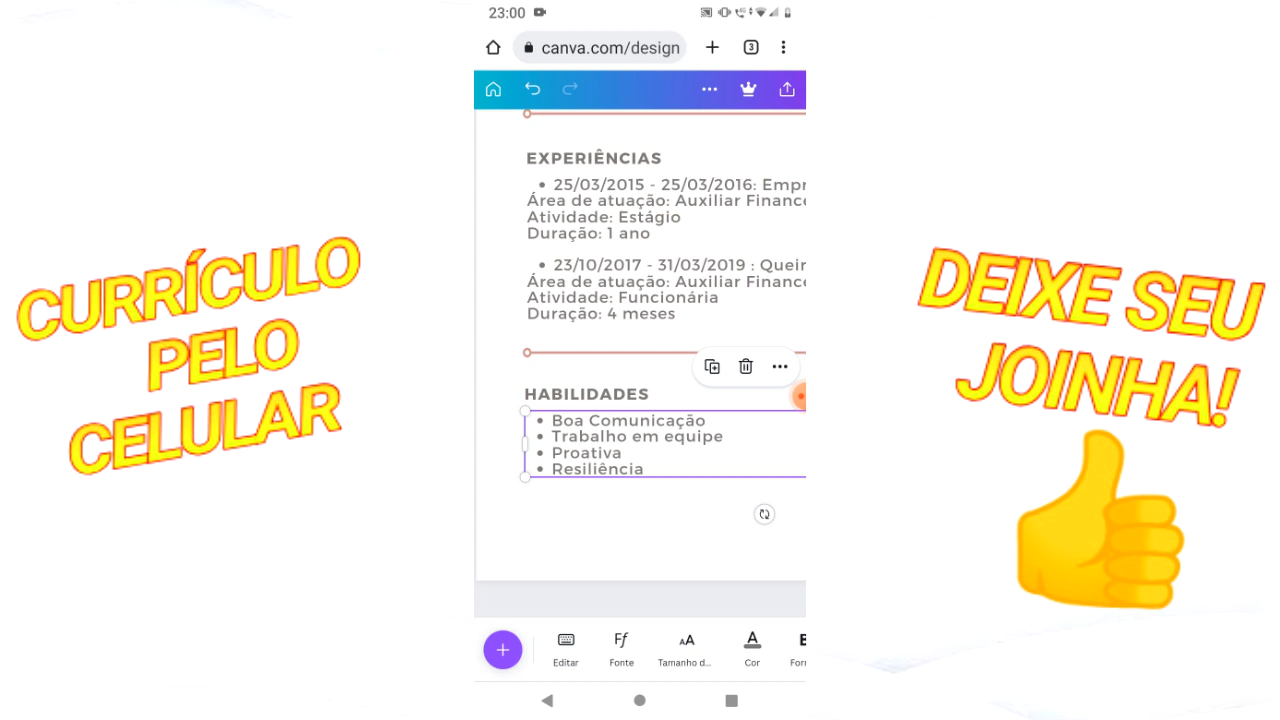 23:00
canva.com/design
3
EXPERIÊNCIAS
• 25/03/2015 - 25/03/2016: Empr
Área de atuação: Auxiliar Finance
Atividade: Estágio
Duração: 1 ano
• 23/10/2017 - 31/03/2019 : Queir
Área de atuação: Auxiliar Finance
Atividade: Funcionária
Duração: 4 meses
HABILIDADES
• Boa Comunicação
• Trabalho em equipe
• Proativa
• Resiliência
Editar
Fonte
Tamanho d...
Cor
Forr
CURRÍCULO
PELO
CELULAR
DEIXE SEU
JOINHA!